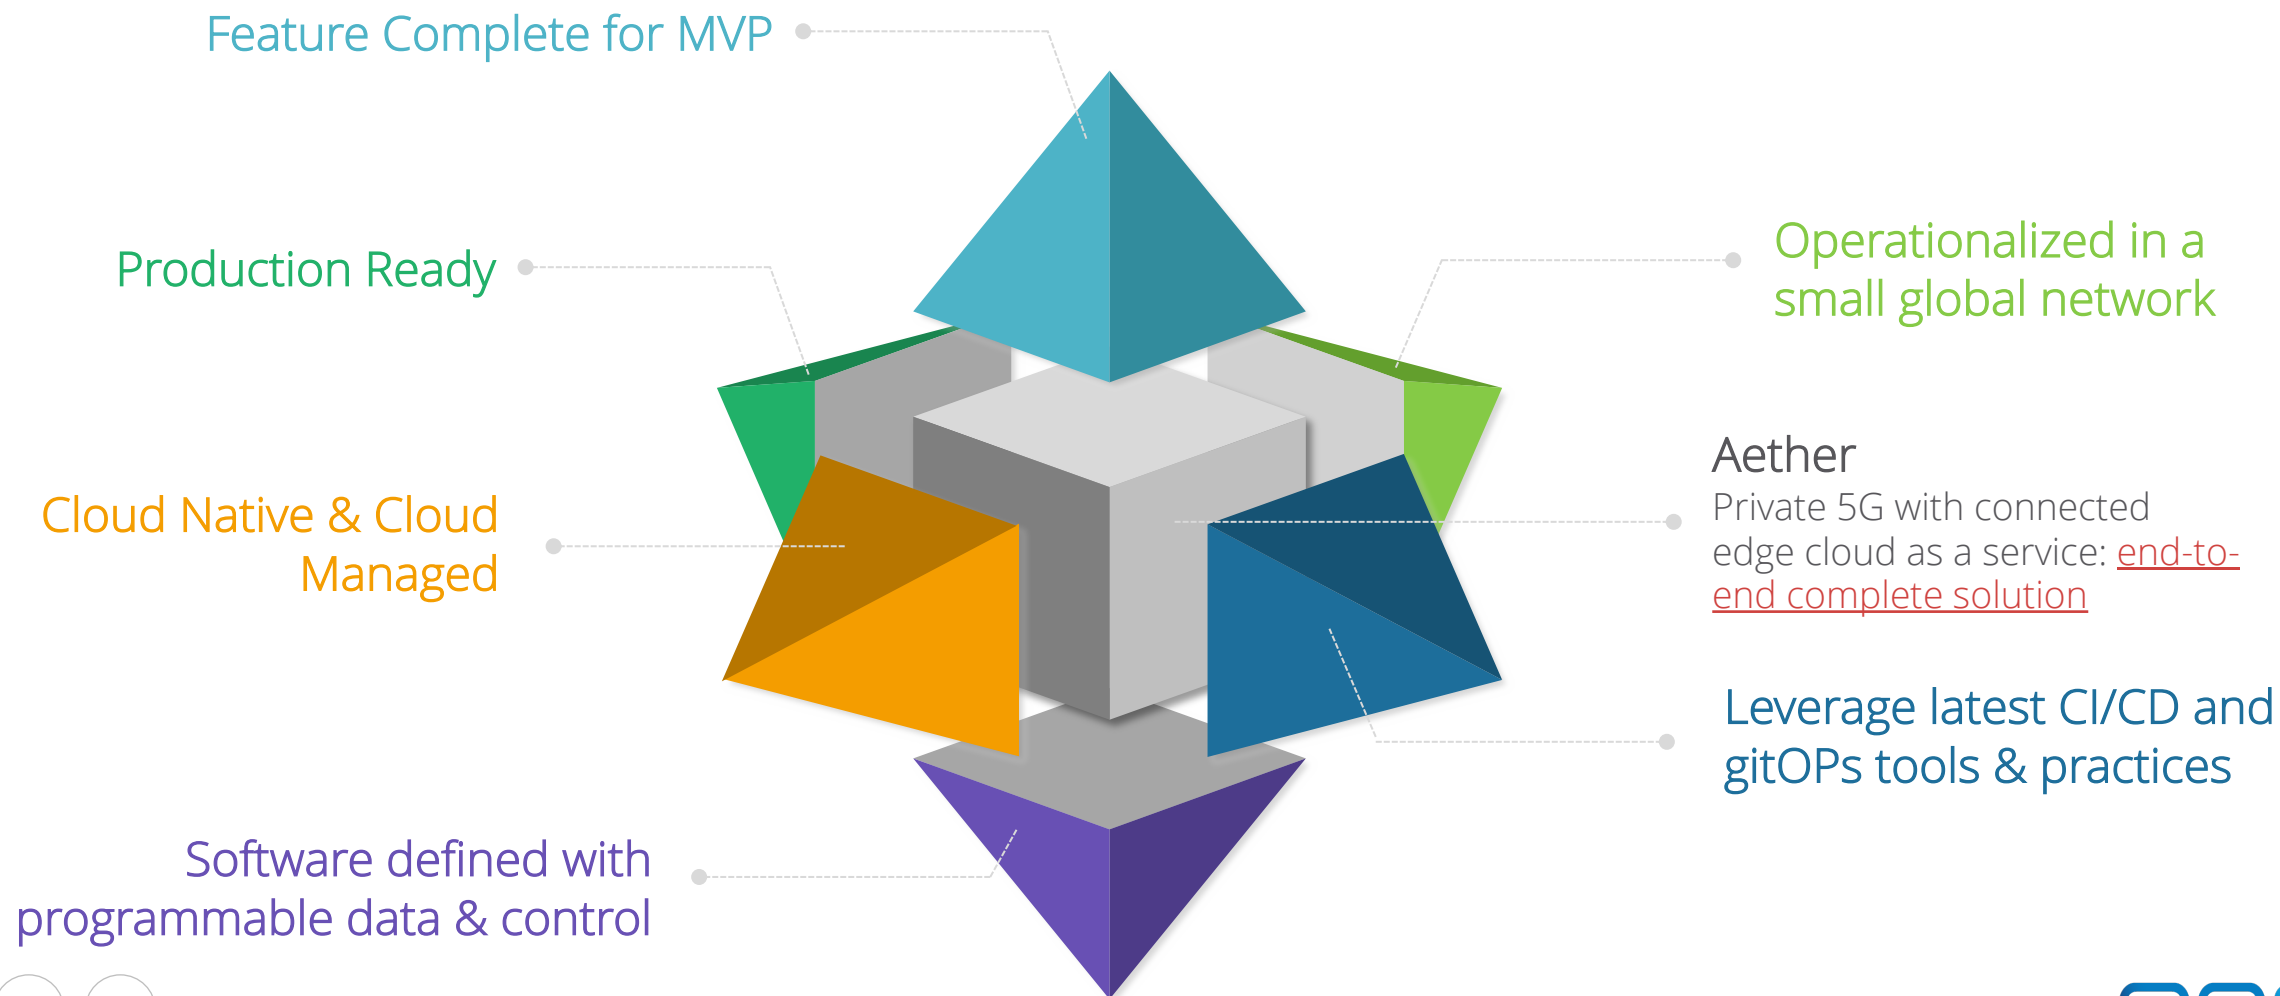 Feature Complete for MVP
Production Ready
Operationalized in a
small global network
Aether
Private 5G with connected
edge cloud as a service: end-to-
end complete solution
Cloud Native & Cloud
Managed
Leverage latest CI/CD and
gitOPs tools & practices
Software defined with
programmable data & control